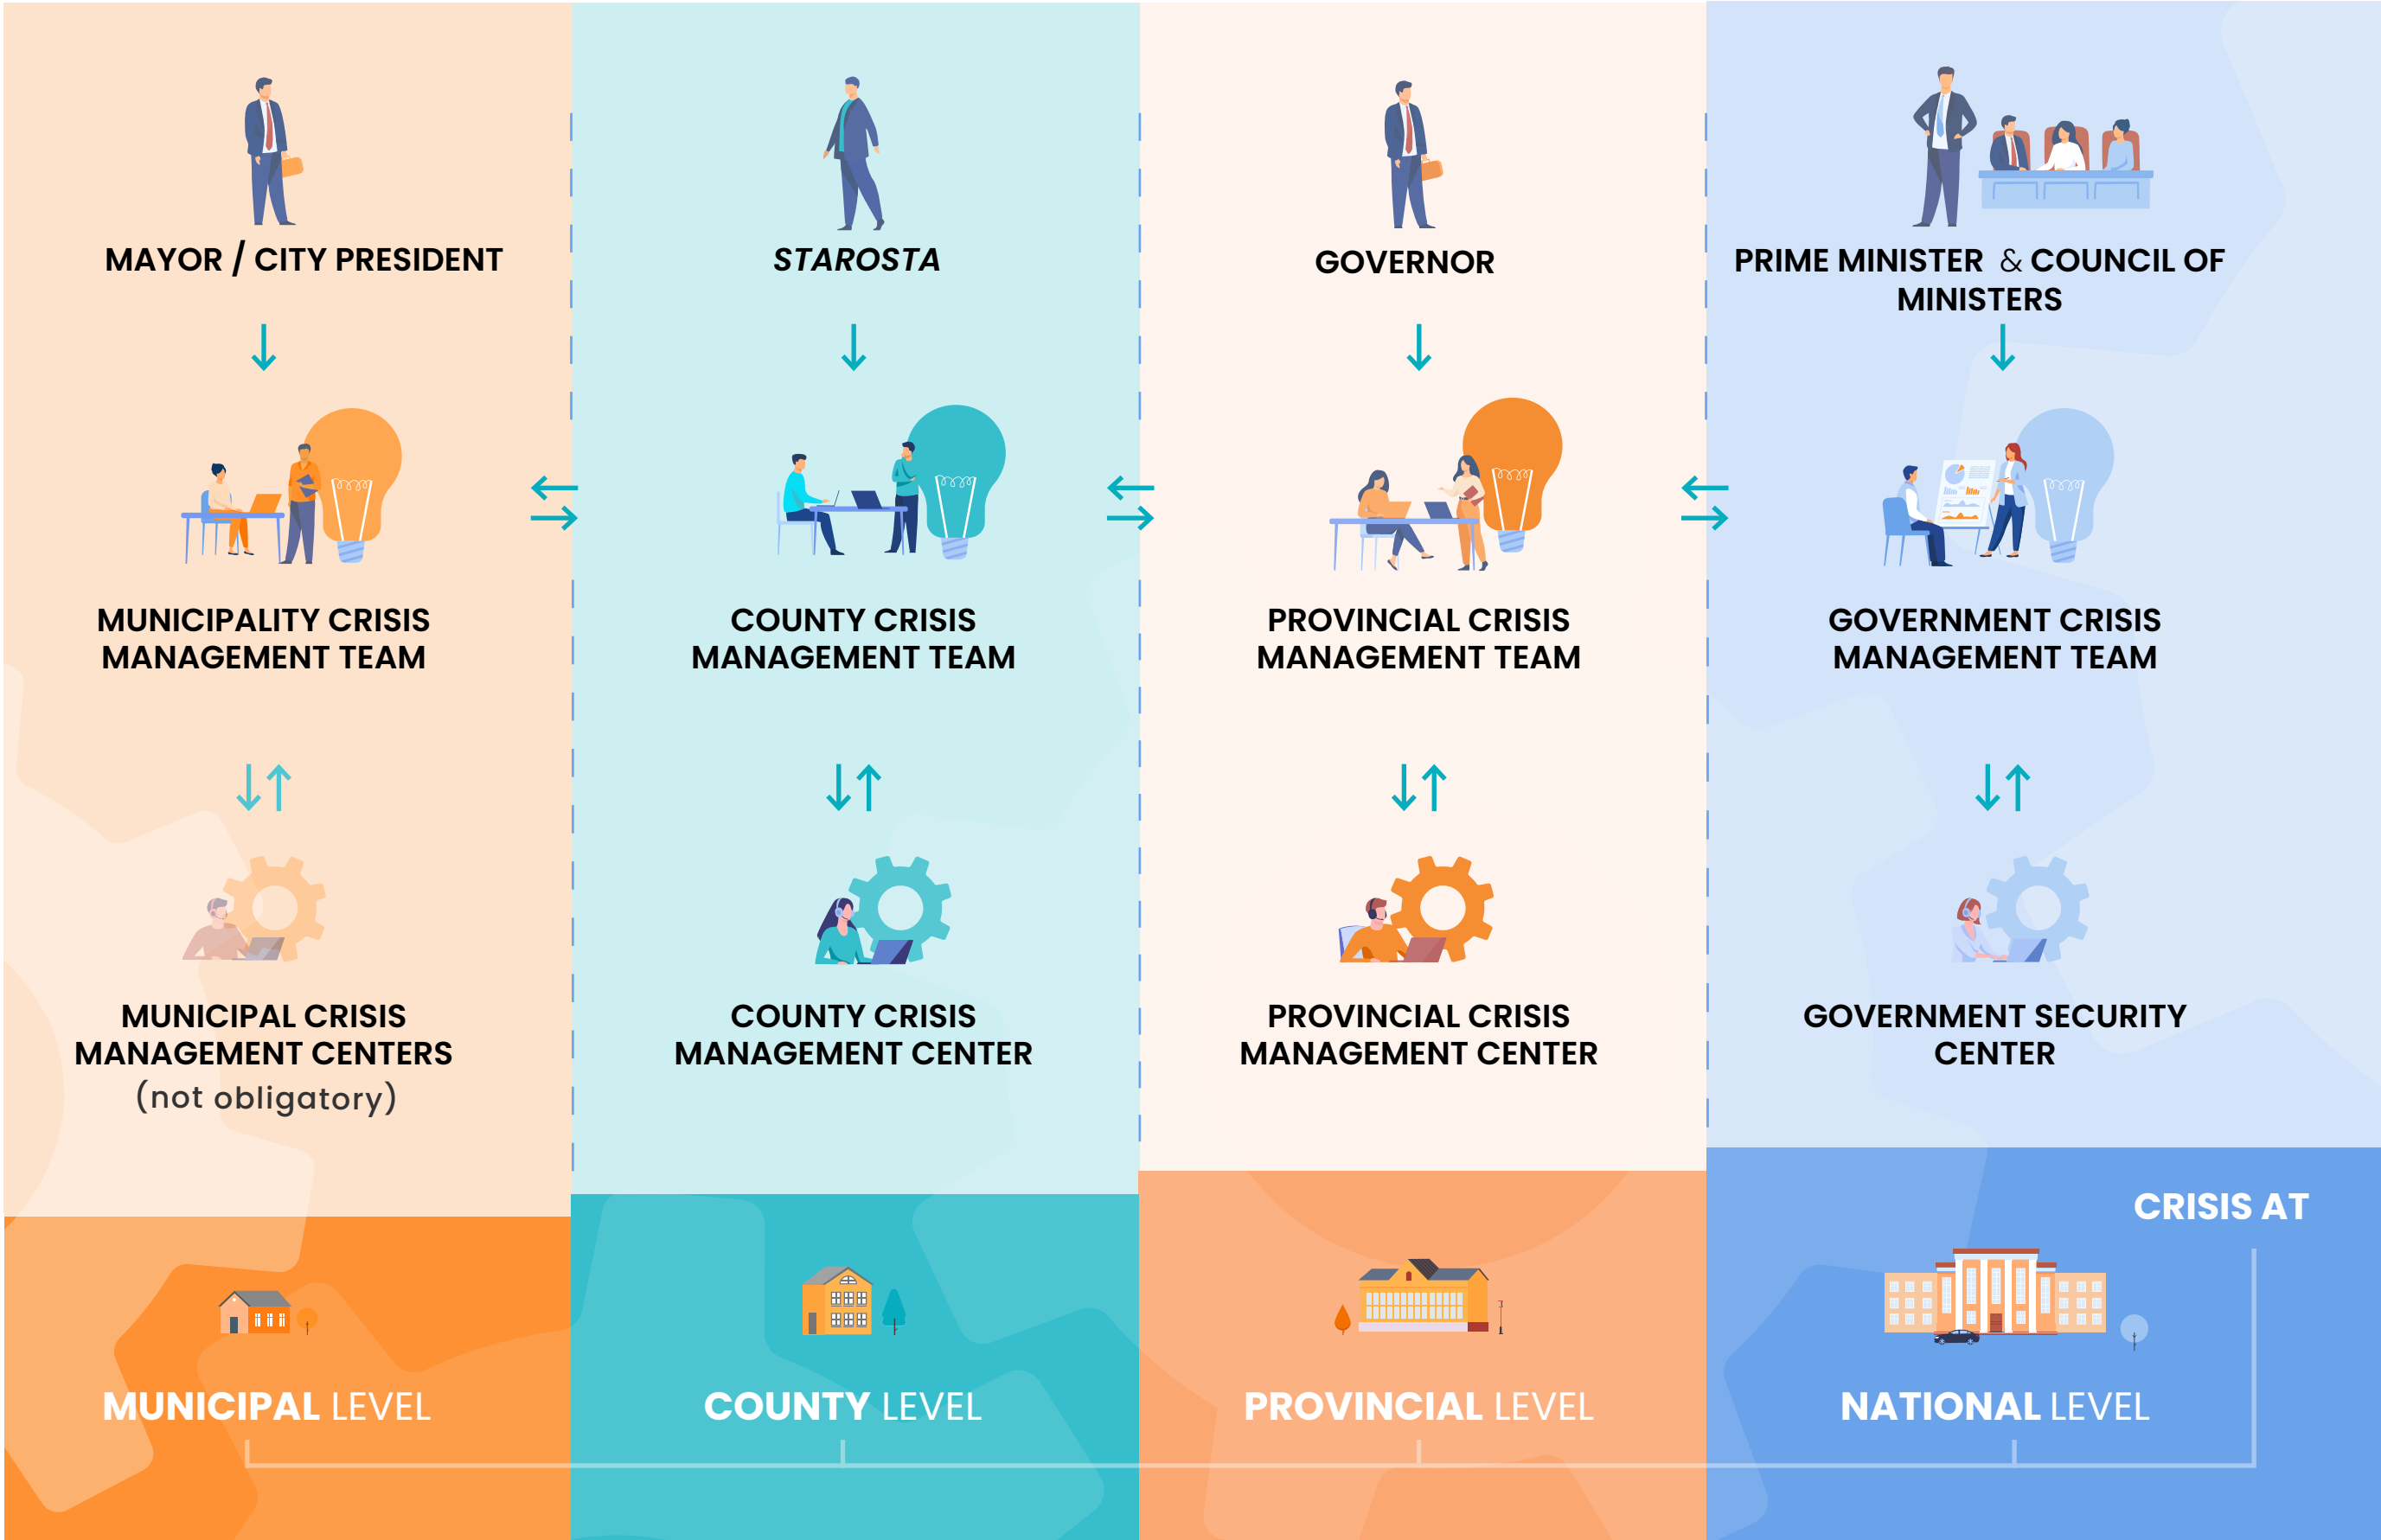 MAYOR / CITY PRESIDENT
MUNICIPALITY CRISIS
MANAGEMENT TEAM
MUNICIPAL CRISIS
MANAGEMENT CENTERS
(not obligatory)
MUNICIPAL LEVEL
STAROSTA
COUNTY CRISIS
MANAGEMENT TEAM
COUNTY CRISIS
MANAGEMENT CENTER
COUNTY LEVEL
GOVERNOR
PROVINCIAL CRISIS
MANAGEMENT TEAM
PROVINCIAL CRISIS
MANAGEMENT CENTER
PROVINCIAL LEVEL
PRIME MINISTER & COUNCIL OF
MINISTERS
GOVERNMENT CRISIS
MANAGEMENT TEAM
GOVERNMENT SECURITY
CENTER
CRISIS AT
NATIONAL LEVEL